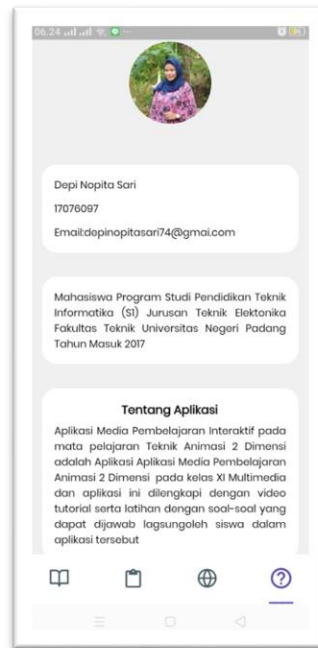 06.24
Depi Nopita Sari
17076097
Email:depinopitasari74@gmai.com
Mahasiswa Program Studi Pendidikan Teknik
Informatika (S1) Jurusan Teknik Elektonika
Fakultas Teknik Universitas Negeri Padang
Tahun Masuk 2017
Tentang Aplikasi
Aplikasi Media Pembelajaran Interaktif pada
mata pelajaran Teknik Animasi 2 Dimensi
adalah Aplikasi Aplikasi Media Pembelajaran
Animasi 2 Dimensi pada kelas XI Multimedia
dan aplikasi ini dilengkapi dengan video
tutorial serta latihan dengan soal-soal yang
dapat dijawab lagsungoleh siswa dalam
aplikasi tersebut